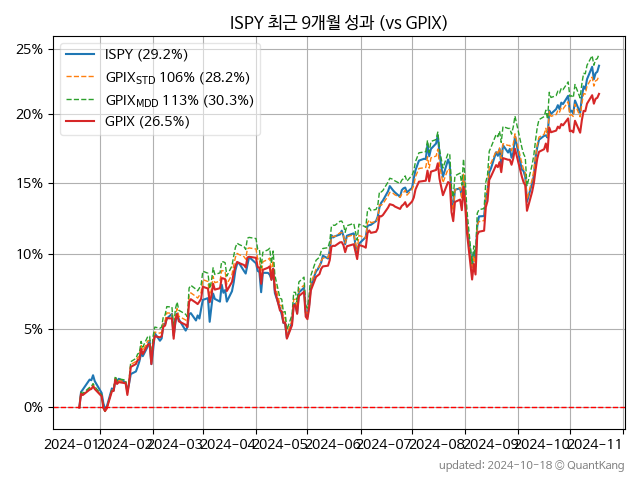 ISPY 최근 9개월 성과 (vs GPIX)
25%
20%
15%
10%
5%
0%
ISPY (29.2%)
GPIXSTD 106% (28.2%)
GPIXMDD 113% (30.3%)
GPIX (26.5%)
2024-01 2024-02 2024-03 2024-04 2024-05 2024-06 2024-07 2024-08 2024-09 2024-10 2024-11
updated: 2024-10-18 © QuantKang